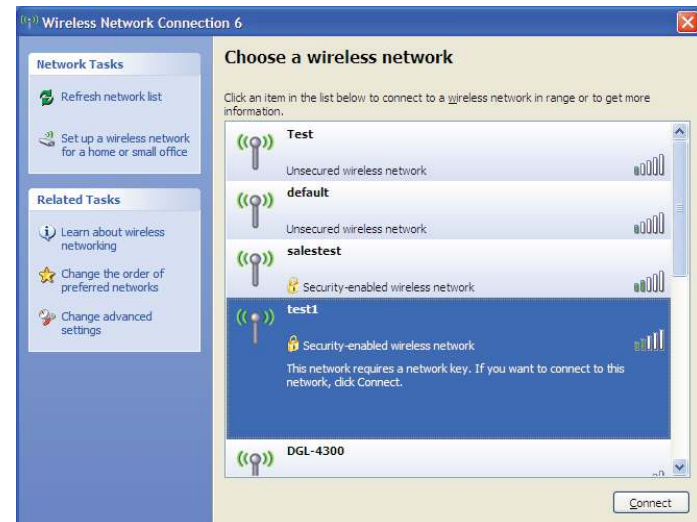 Wireless Network Connection 6
Network Tasks
Refresh network list
Set up a wireless network
for a home or small office
Related Tasks
Learn about wireless
networking
Change the order of
preferred networks
Change advanced
settings
Choose a wireless network
Click an item in the list below to connect to a wireless network in range or to get more
information.
Test
Unsecured wireless network
default
Unsecured wireless network
salestest
Security-enabled wireless network
test1
Security-enabled wireless network
This network requires a network key. If you want to connect to this
network, click Connect.
DGL-4300
Connect